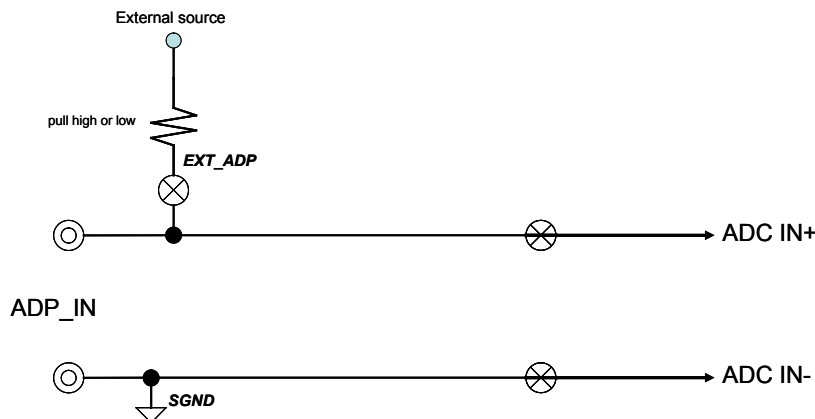 External source
pull high or low
EXT_ADP
ADC IN+
ADP_IN
ADC IN-
SGND